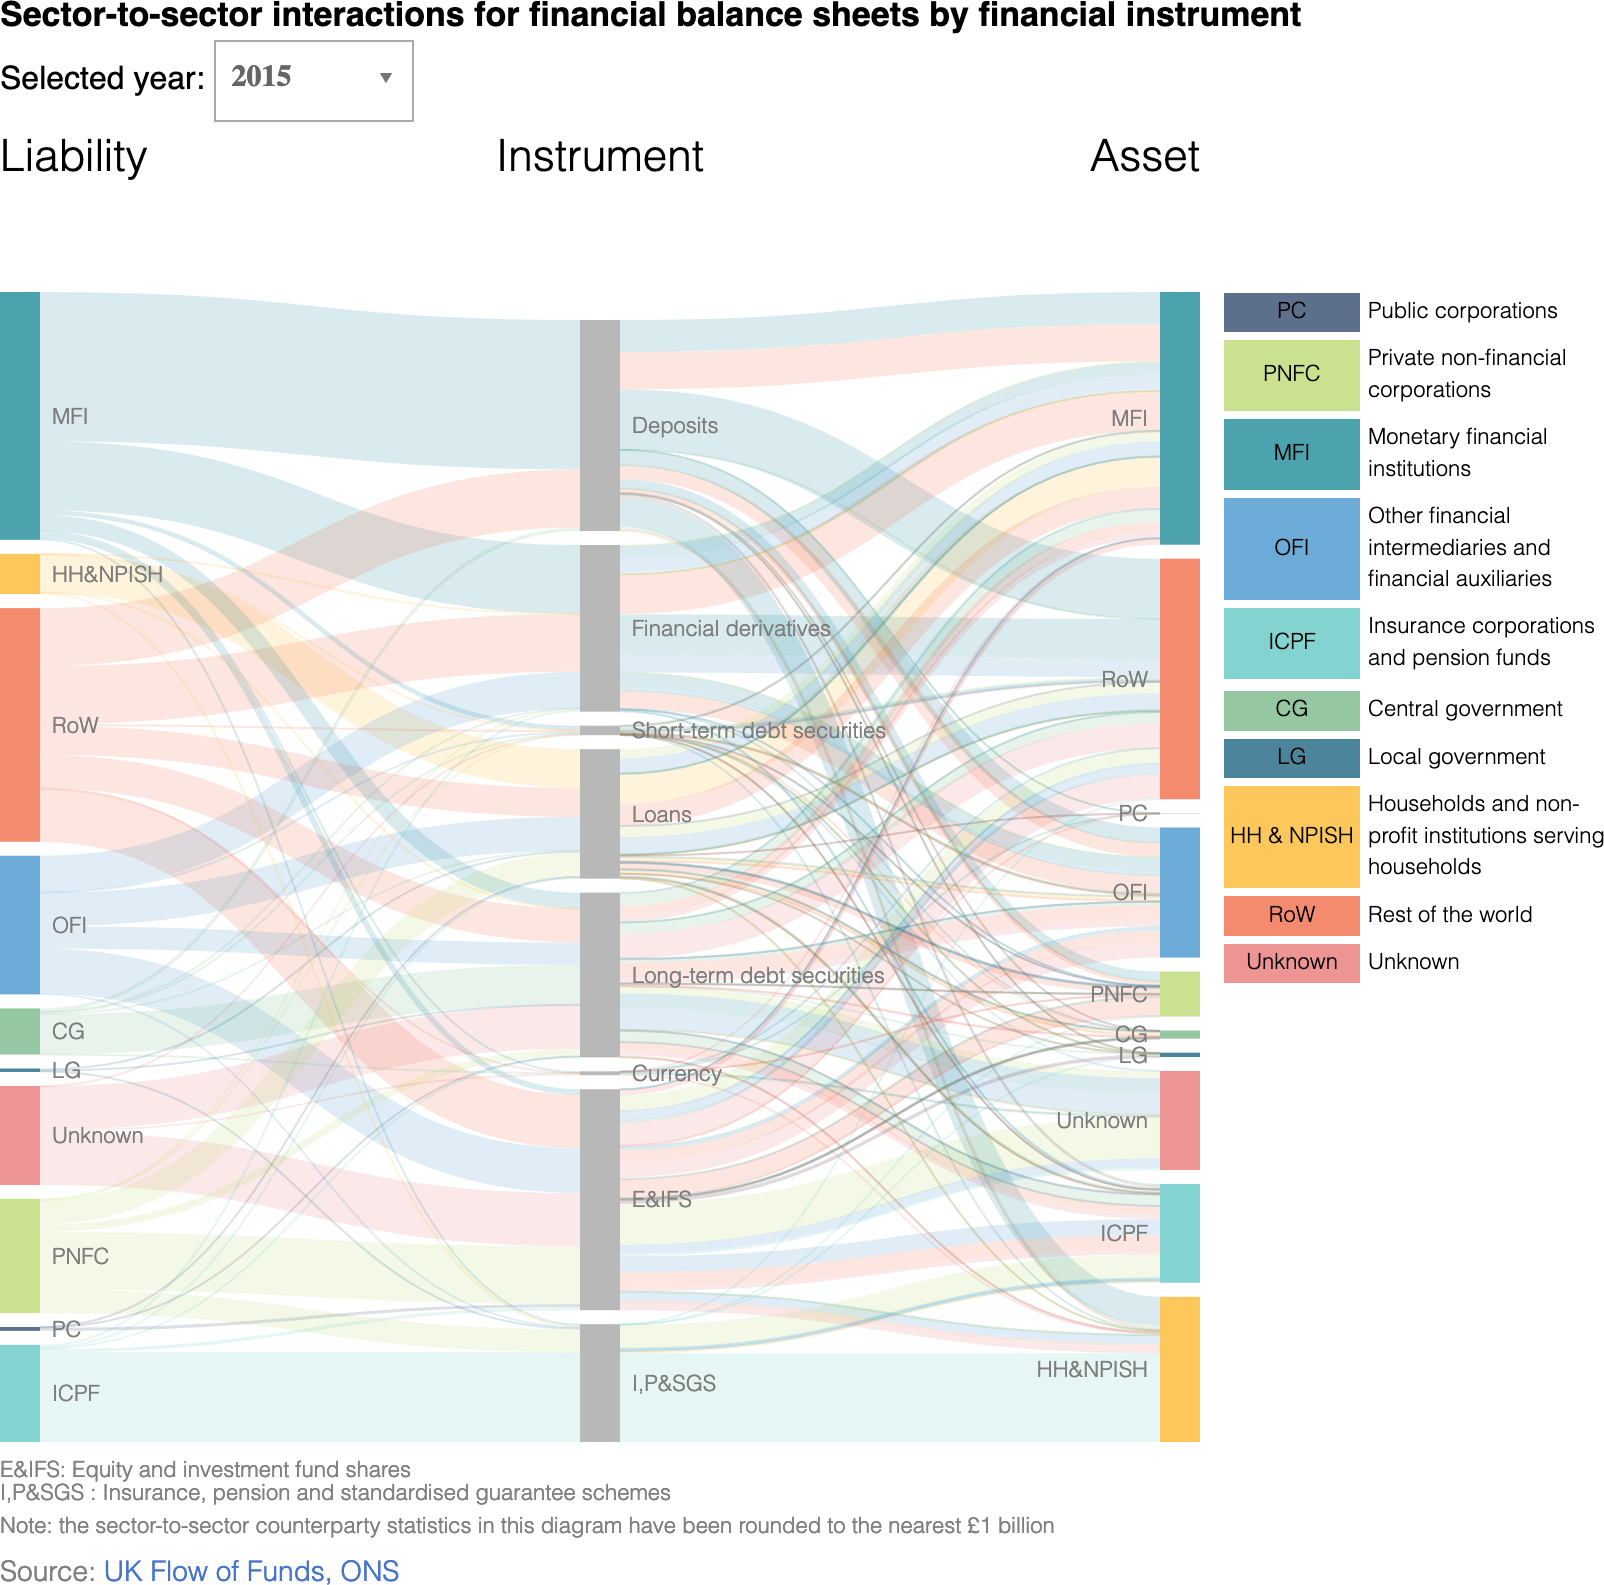 Sector-to-sector interactions for financial balance sheets by financial instrument
Selected year: 2015
Liability Instrument Asset
MFI
HH&NPISH
RoW
OFI
CG
LG
Unknown
PNFC
PC
ICPF
Deposits
Financial derivatives
Short-term debt securities
Loans
Long-term debt securities
Currency
E&IFS
I,P&SGS
MFI
RoW
PC
OFI
PNFC
CG
LG
Unknown
ICPF
HH&NPISH
PC Public corporations
PNFC Private non-financial
corporations
MFI Monetary financial
institutions
OFI Other financial
intermediaries and
financial auxiliaries
ICPF Insurance corporations
and pension funds
CG Central government
LG Local government
HH & NPISH Households and non-
profit institutions serving
households
RoW Rest of the world
Unknown Unknown
E&IFS: Equity and investment fund shares
I,P&SGS : Insurance, pension and standardised guarantee schemes
Note: the sector-to-sector counterparty statistics in this diagram have been rounded to the nearest £1 billion
Source: UK Flow of Funds, ONS